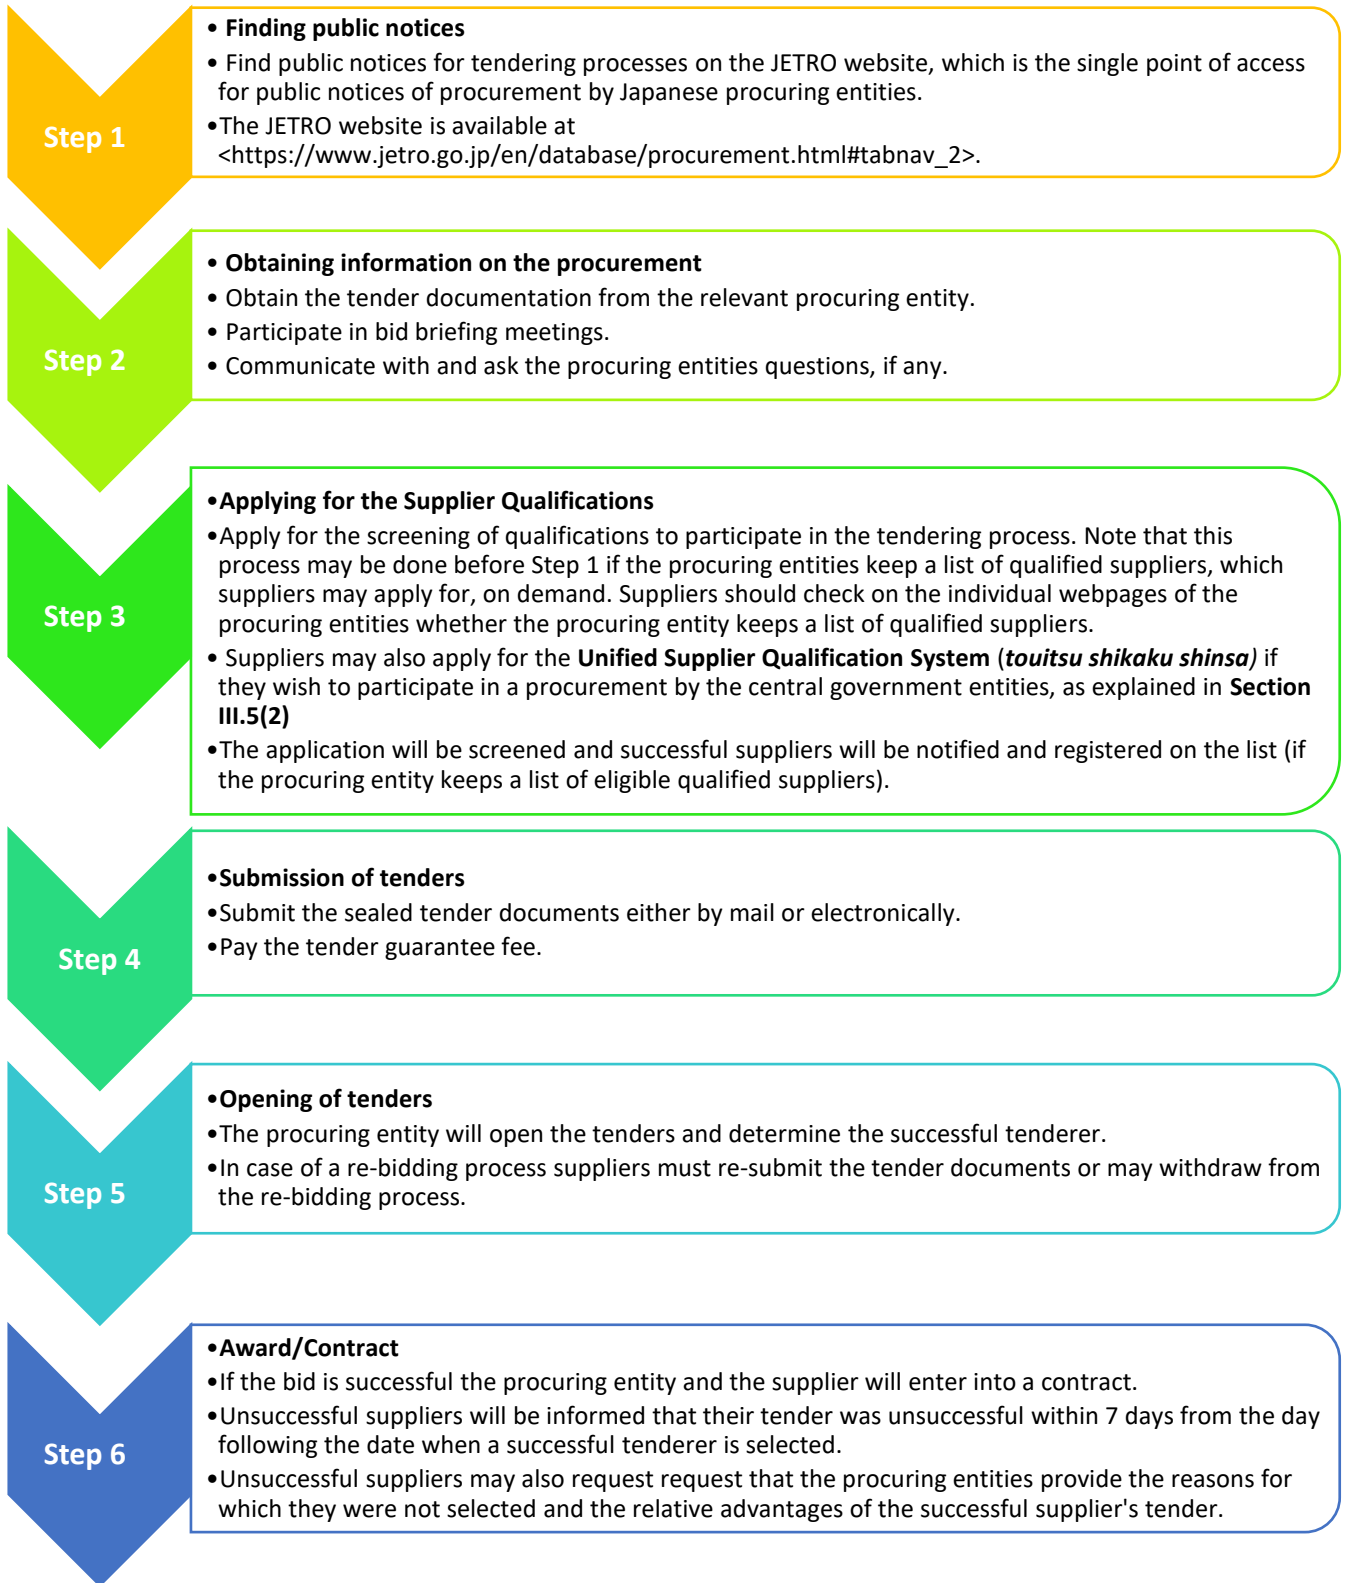 • Finding public notices
• Find public notices for tendering processes on the JETRO website, which is the single point of access
for public notices of procurement by Japanese procuring entities.
•The JETRO website is available at
<https://www.jetro.go.jp/en/database/procurement.html#tabnav_2>.
Step 1
• Obtaining information on the procurement
• Obtain the tender documentation from the relevant procuring entity.
• Participate in bid briefing meetings.
• Communicate with and ask the procuring entities questions, if any.
Step 2
•Applying for the Supplier Qualifications
•Apply for the screening of qualifications to participate in the tendering process. Note that this
process may be done before Step 1 if the procuring entities keep a list of qualified suppliers, which
suppliers may apply for, on demand. Suppliers should check on the individual webpages of the
procuring entities whether the procuring entity keeps a list of qualified suppliers.
• Suppliers may also apply for the Unified Supplier Qualification System (touitsu shikaku shinsa) if
they wish to participate in a procurement by the central government entities, as explained in Section
III.5(2)
•The application will be screened and successful suppliers will be notified and registered on the list (if
the procuring entity keeps a list of eligible qualified suppliers).
Step 3
•Submission of tenders
•Submit the sealed tender documents either by mail or electronically.
•Pay the tender guarantee fee.
Step 4
•Opening of tenders
•The procuring entity will open the tenders and determine the successful tenderer.
•In case of a re-bidding process suppliers must re-submit the tender documents or may withdraw from
the re-bidding process.
Step 5
•Award/Contract
•If the bid is successful the procuring entity and the supplier will enter into a contract.
•Unsuccessful suppliers will be informed that their tender was unsuccessful within 7 days from the day
following the date when a successful tenderer is selected.
•Unsuccessful suppliers may also request request that the procuring entities provide the reasons for
which they were not selected and the relative advantages of the successful supplier's tender.
Step 6